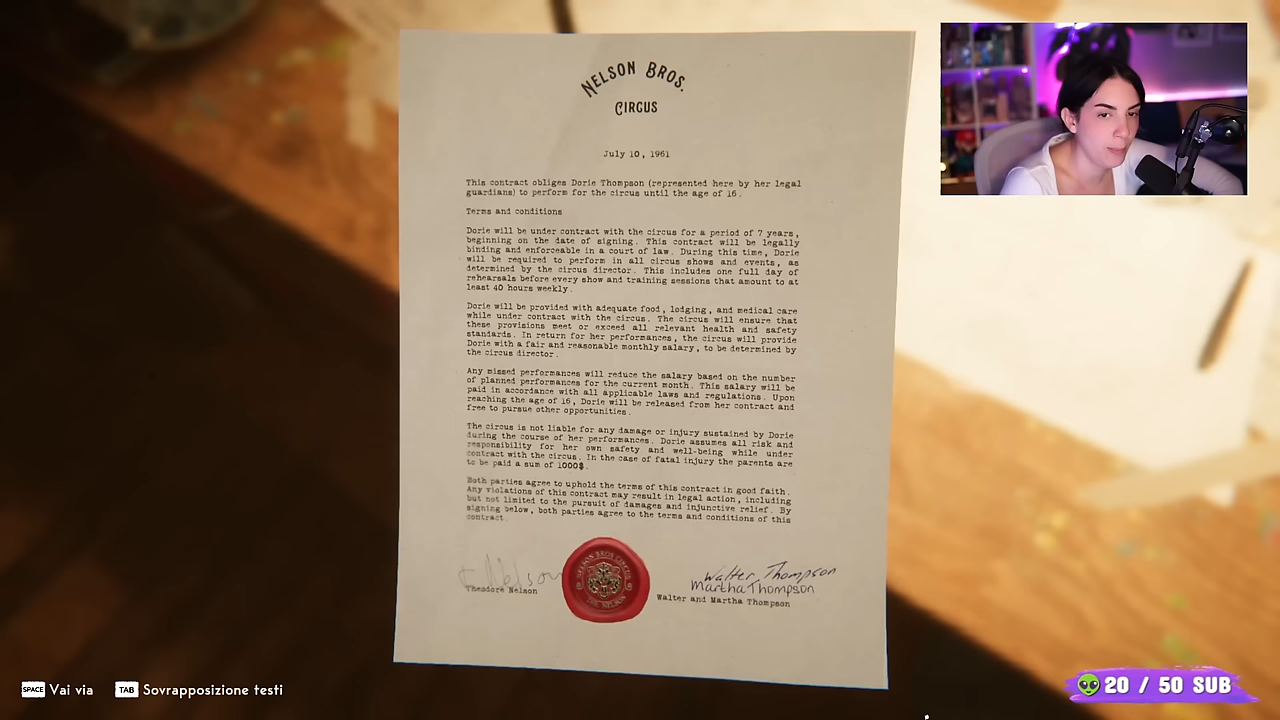 NELSON BROS.
CIRCUS
July 10, 1961
This contract obliges Dorie Thompson (represented here by her legal
guardians) to perform for the circus until the age of 16.
Terms and conditions
Dorie will be under contract with the circus for a period of 7 years,
beginning on the date of signing. This contract will be legally
binding and enforceable in a court of law. During this time, Dorie
will be required to perform in all circus shows and events, as
determined by the circus director. This includes one full day of
rehearsals before every show and training sessions that amount to at
least 40 hours weekly.
Dorie will be provided with adequate food, lodging, and medical care
while under contract with the circus. The circus will ensure that
these provisions meet or exceed all relevant health and safety
standards. In return for her performances, the circus will provide
Dorie with a fair and reasonable monthly salary, to be determined by
the circus director.
Any missed performances will reduce the salary based on the number
of planned performances for the current month. This salary will be
paid in accordance with all applicable laws and regulations. Upon
reaching the age of 16, Dorie will be released from her contract and
free to pursue other opportunities.
The circus is not liable for any damage or injury sustained by Dorie
during the course of her performances. Dorie assumes all risk and
responsibility for her own safety and well-being while under
contract with the circus. In the case of fatal injury the parents are
to be paid a sum of 1000$.
Both parties agree to uphold the terms of this contract in good faith.
Any violations of this contract may result in legal action, including
but not limited to the pursuit of damages and injunctive relief. By
signing below, both parties agree to the terms and conditions of this
contract.
Nelson
Theodore Nelson
NELSON BROS CIRCUS
Walter Thompson
Martha Thompson
Walter and Martha Thompson
SPACE Vai via TAB Sovrapposizione testi
20 / 50 SUB